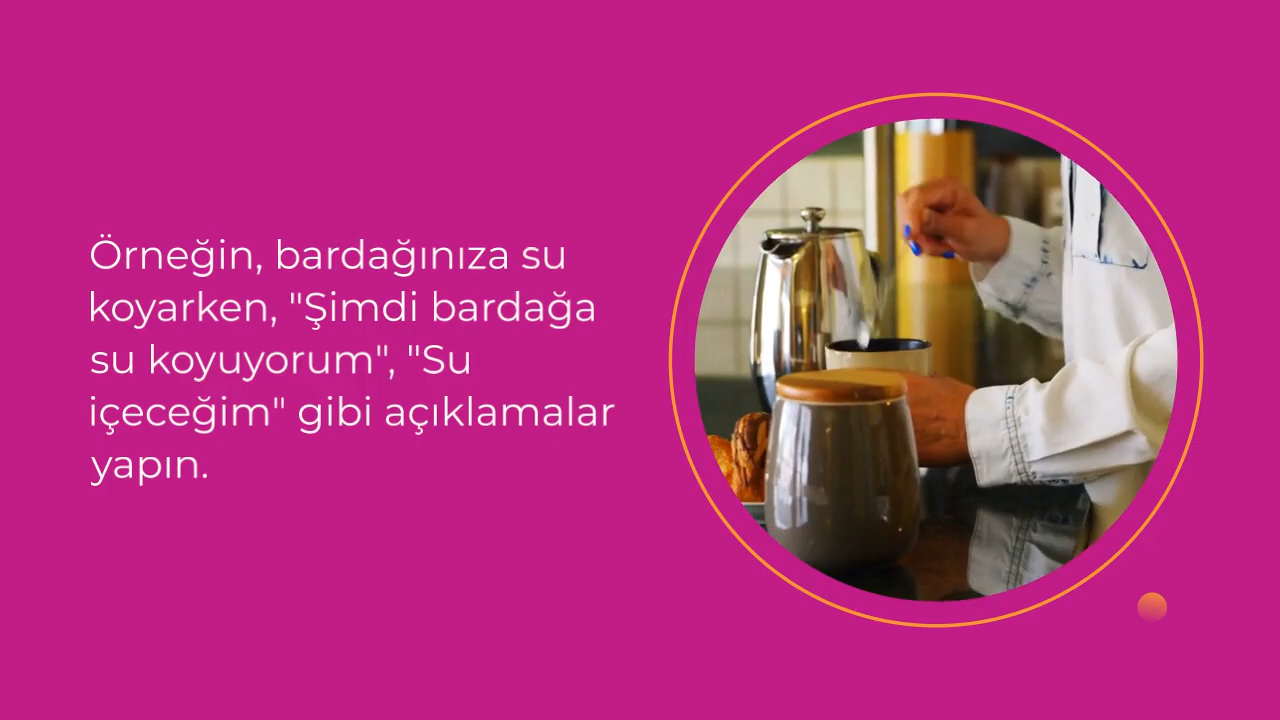 Örneğin, bardağınıza su
koyarken, "Şimdi bardağa
su koyuyorum", "Su
içeceğim" gibi açıklamalar
yapın.